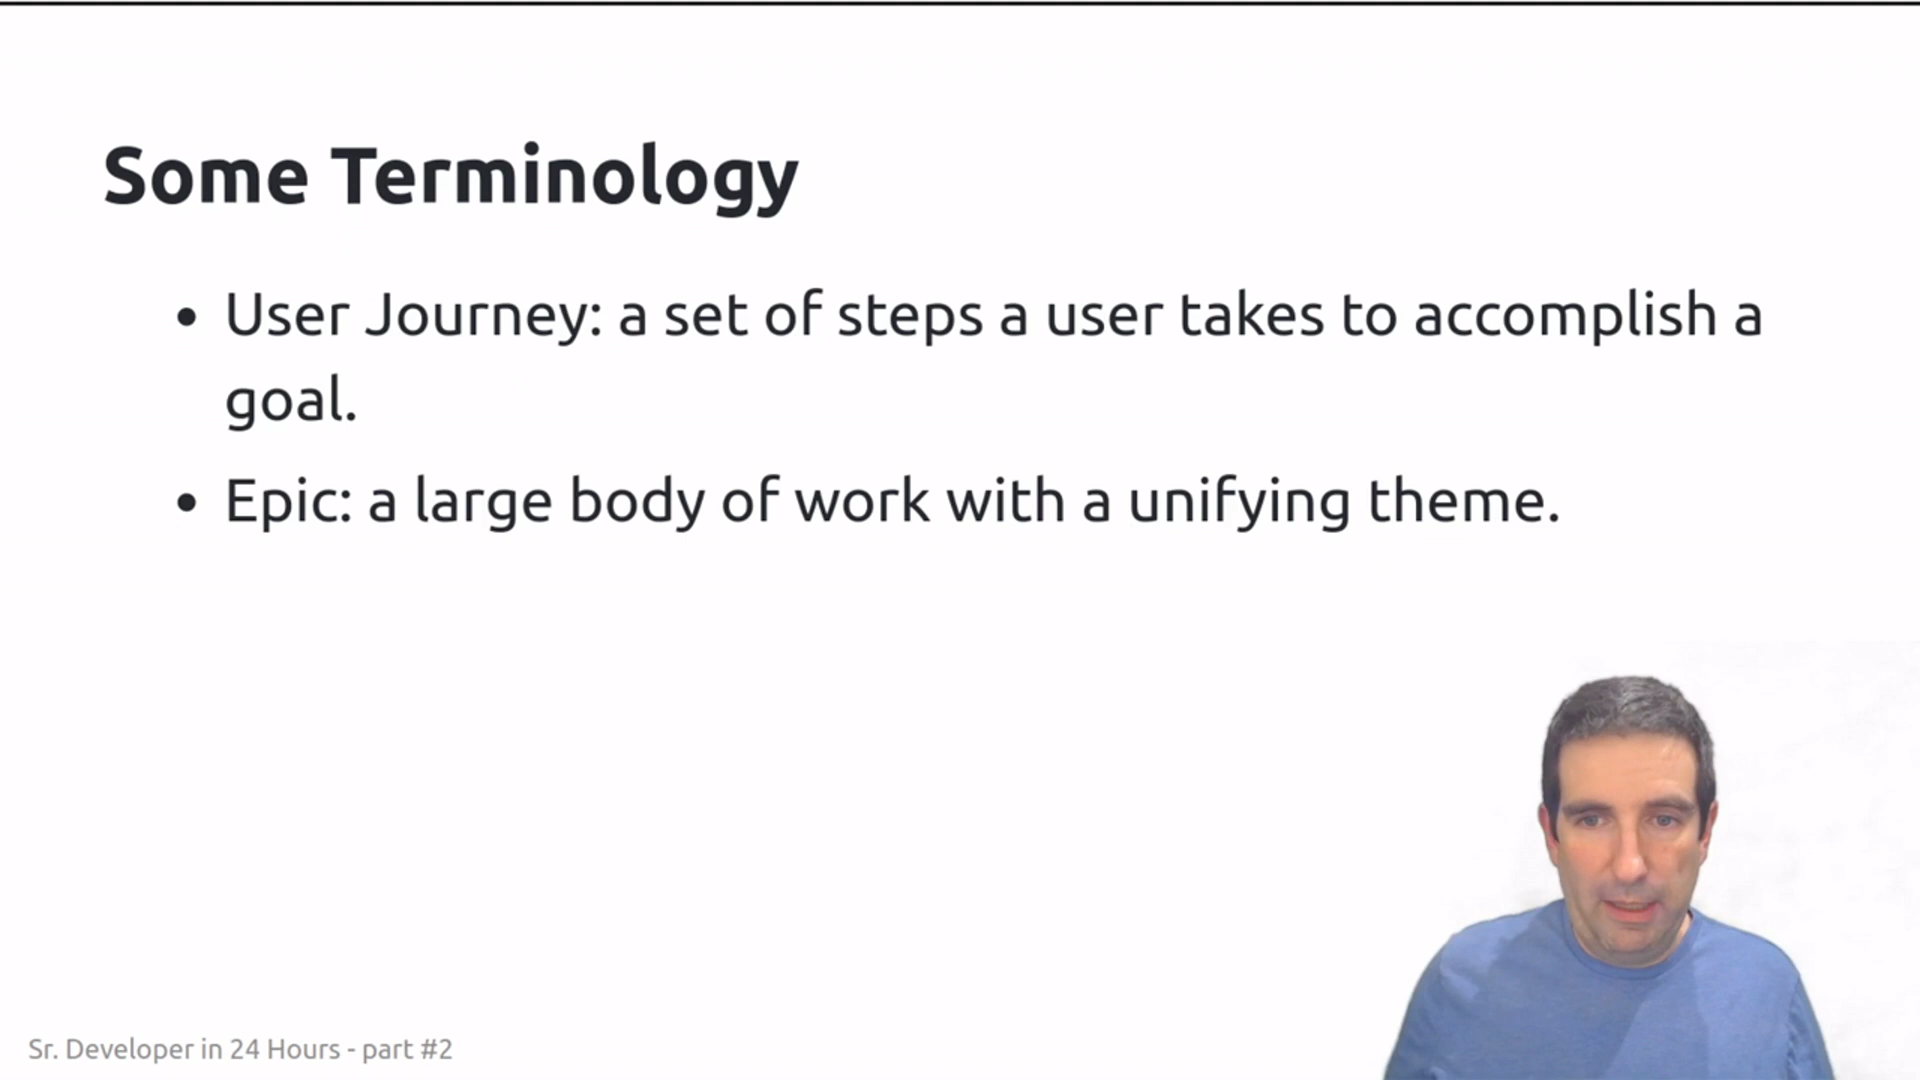 Some Terminology
• User Journey: a set of steps a user takes to accomplish a
goal.
• Epic: a large body of work with a unifying theme.
Sr. Developer in 24 Hours - part #2